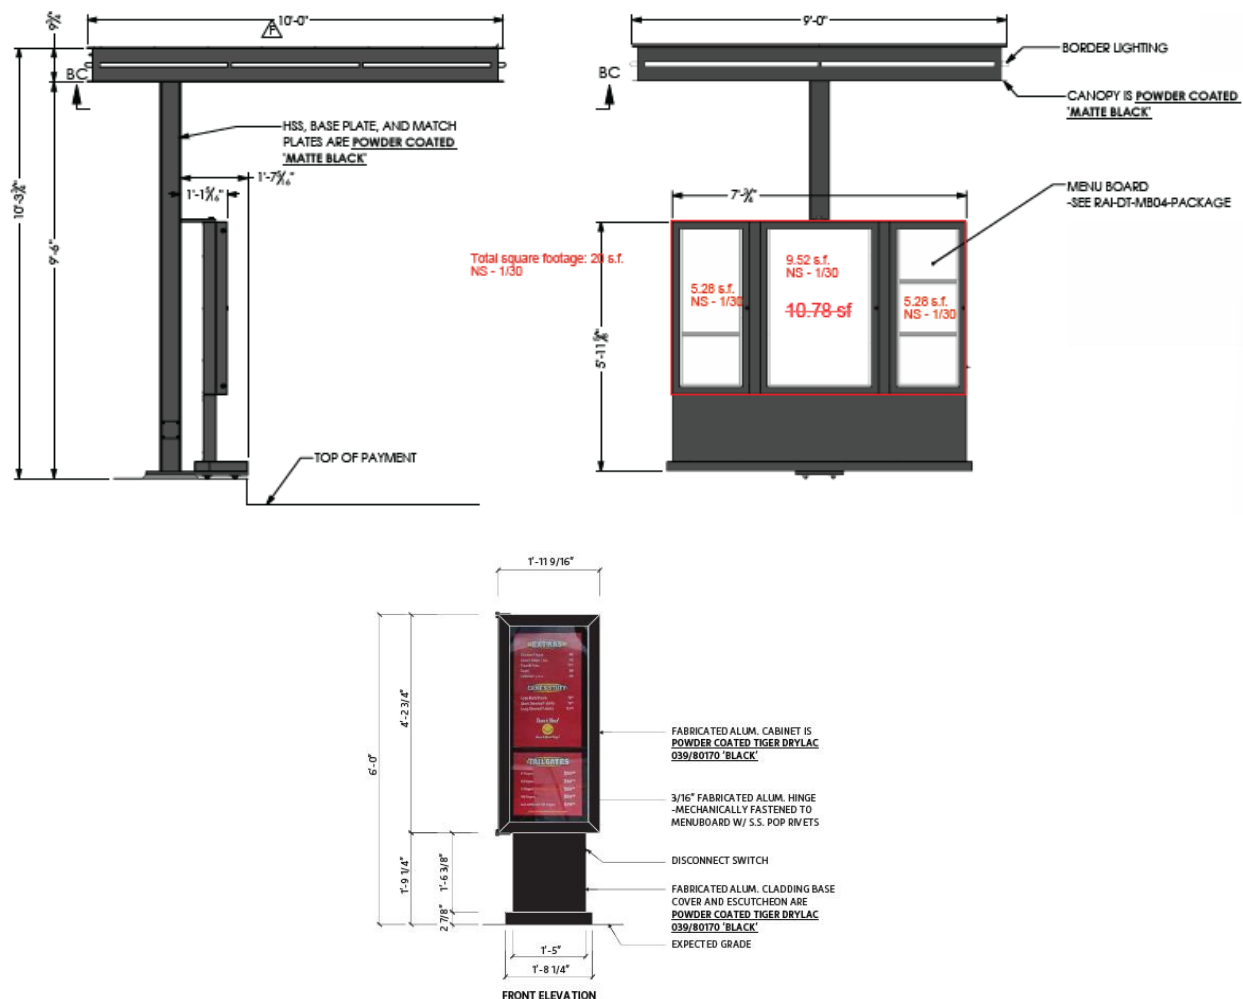 10'-0"
F
9¾"
BC
HSS, BASE PLATE, AND MATCH
PLATES ARE POWDER COATED
'MATTE BLACK'
1'-7⁵⁄₁₆"
1'-1⁵⁄₁₆"
10'-3¾"
9'-6"
TOP OF PAYMENT
9'-0"
BORDER LIGHTING
BC
CANOPY IS POWDER COATED
'MATTE BLACK'
7'-¾"
MENU BOARD
-SEE RAI-DT-MB04-PACKAGE
Total square footage: 20 s.f.
NS - 1/30
9.52 s.f.
NS - 1/30
10.78 sf
5.28 s.f.
NS - 1/30
5.28 s.f.
NS - 1/30
1'-11 9/16"
6'-0"
4'-2 3/4"
1'-9 1/4"
1'-6 3/8"
2 7/8"
EXTRAS
TAILGATES
FABRICATED ALUM. CABINET IS
POWDER COATED TIGER DRYLAC
039/80170 'BLACK'
3/16" FABRICATED ALUM. HINGE
-MECHANICALLY FASTENED TO
MENUBOARD W/ S.S. POP RIVETS
DISCONNECT SWITCH
FABRICATED ALUM. CLADDING BASE
COVER AND ESCUTCHEON ARE
POWDER COATED TIGER DRYLAC
039/80170 'BLACK'
EXPECTED GRADE
1'-5"
1'-8 1/4"
FRONT ELEVATION